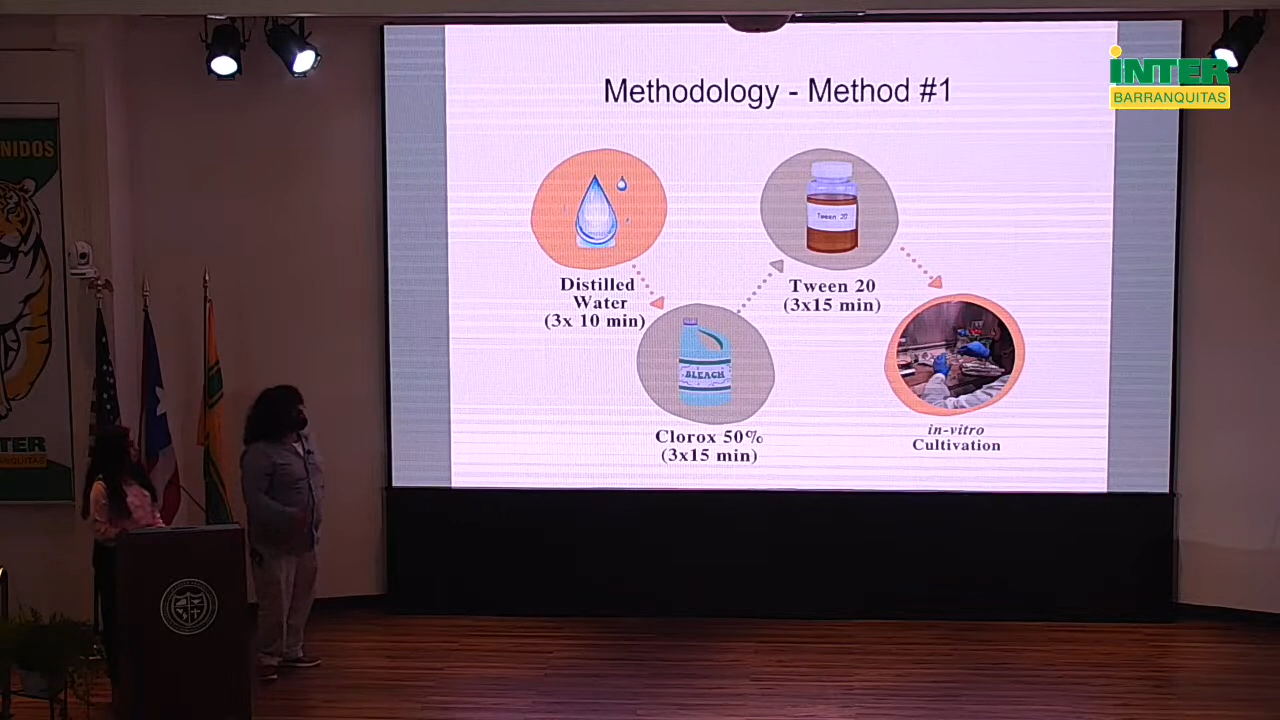 Methodology - Method #1
INTER
BARRANQUITAS
NIDOS
Tween 20
Distilled
Water
(3x 10 min)
Tween 20
(3x15 min)
BLEACH
Clorox 50%
(3x15 min)
in-vitro
Cultivation
TER